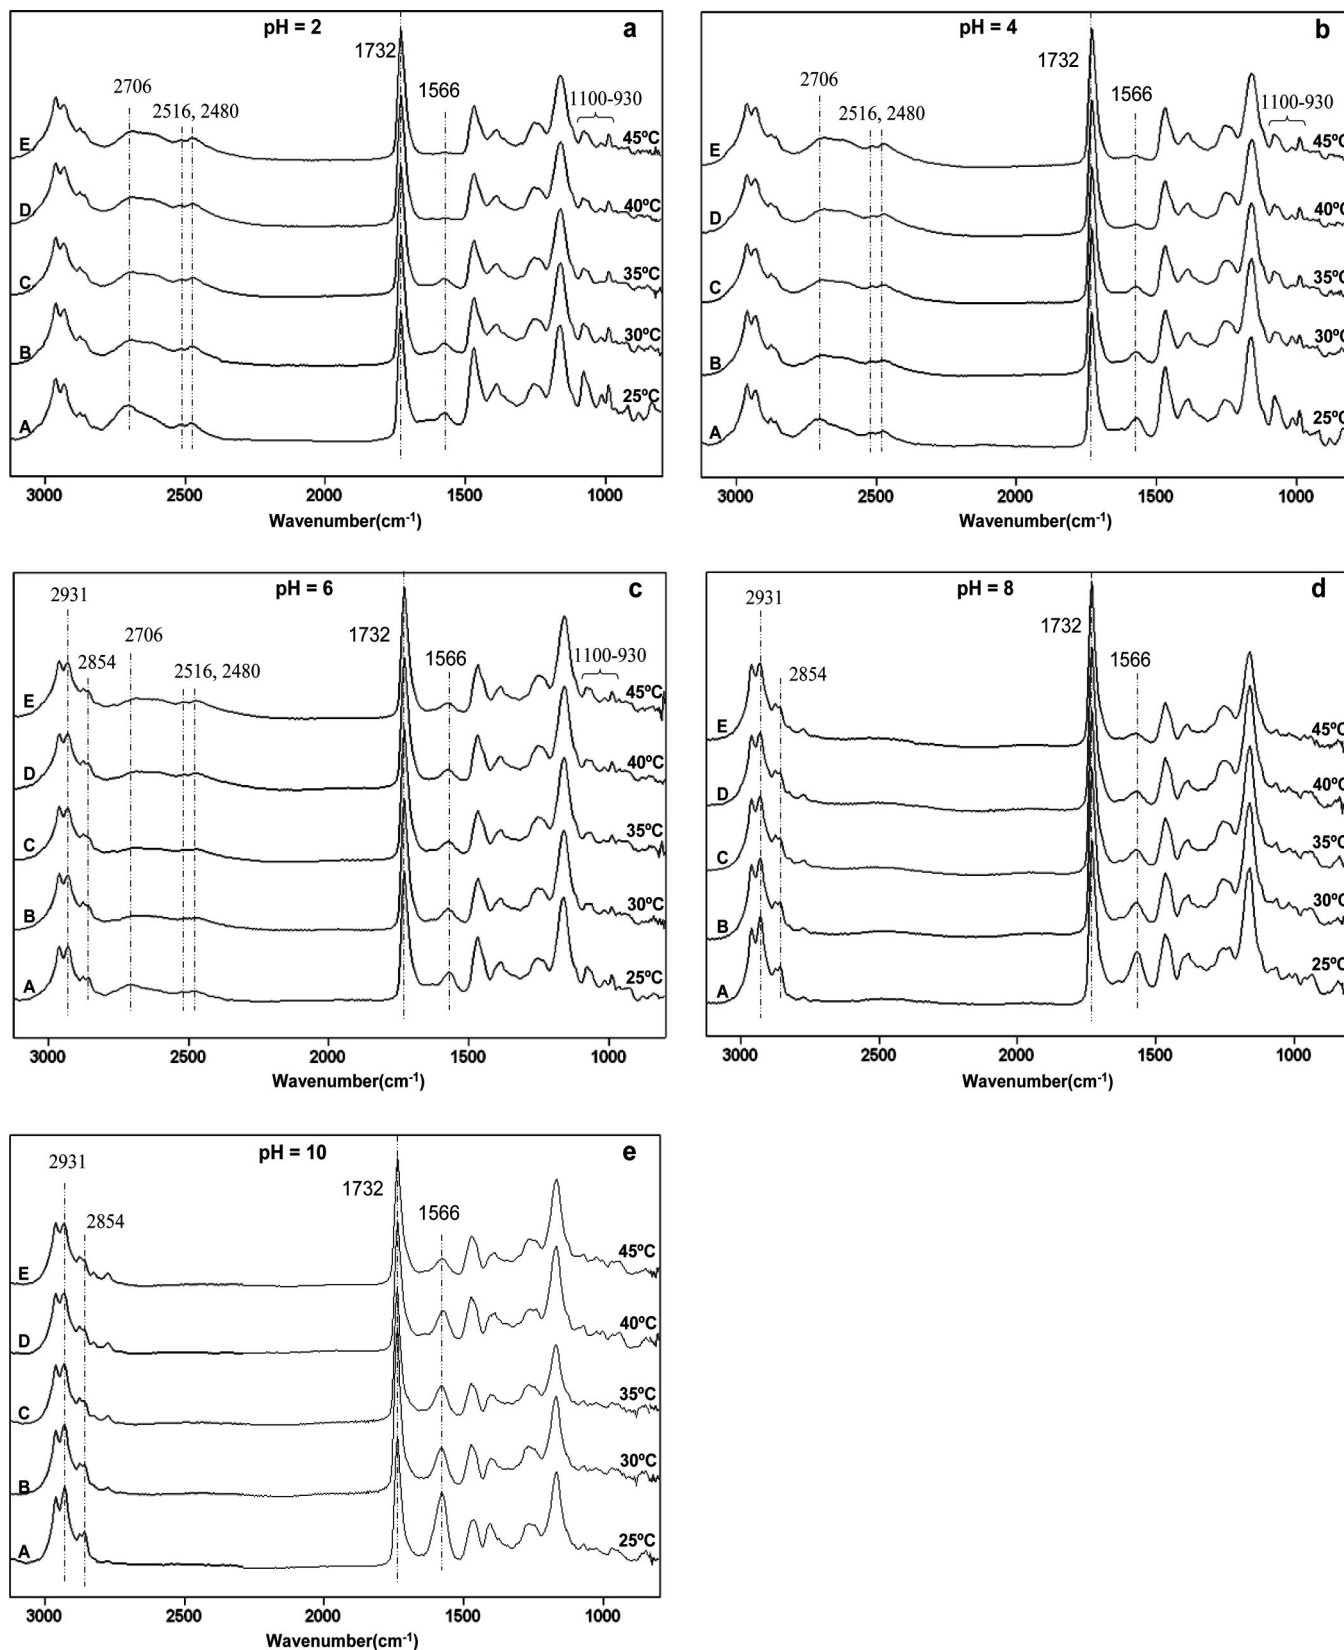 pH = 2 a
1732
2706
1566
2516, 2480
1100-930
E 45ºC
D 40ºC
C 35ºC
B 30ºC
A 25ºC
3000 2500 2000 1500 1000
Wavenumber(cm-1)
pH = 4 b
1732
2706
1566
2516, 2480
1100-930
E 45ºC
D 40ºC
C 35ºC
B 30ºC
A 25ºC
3000 2500 2000 1500 1000
Wavenumber(cm-1)
pH = 6 c
2931
2706
1732
2854
1566
2516, 2480
1100-930
E 45ºC
D 40ºC
C 35ºC
B 30ºC
A 25ºC
3000 2500 2000 1500 1000
Wavenumber(cm-1)
pH = 8 d
2931
1732
1566
2854
E 45ºC
D 40ºC
C 35ºC
B 30ºC
A 25ºC
3000 2500 2000 1500 1000
Wavenumber(cm-1)
pH = 10 e
2931
1732
1566
2854
E 45ºC
D 40ºC
C 35ºC
B 30ºC
A 25ºC
3000 2500 2000 1500 1000
Wavenumber(cm-1)